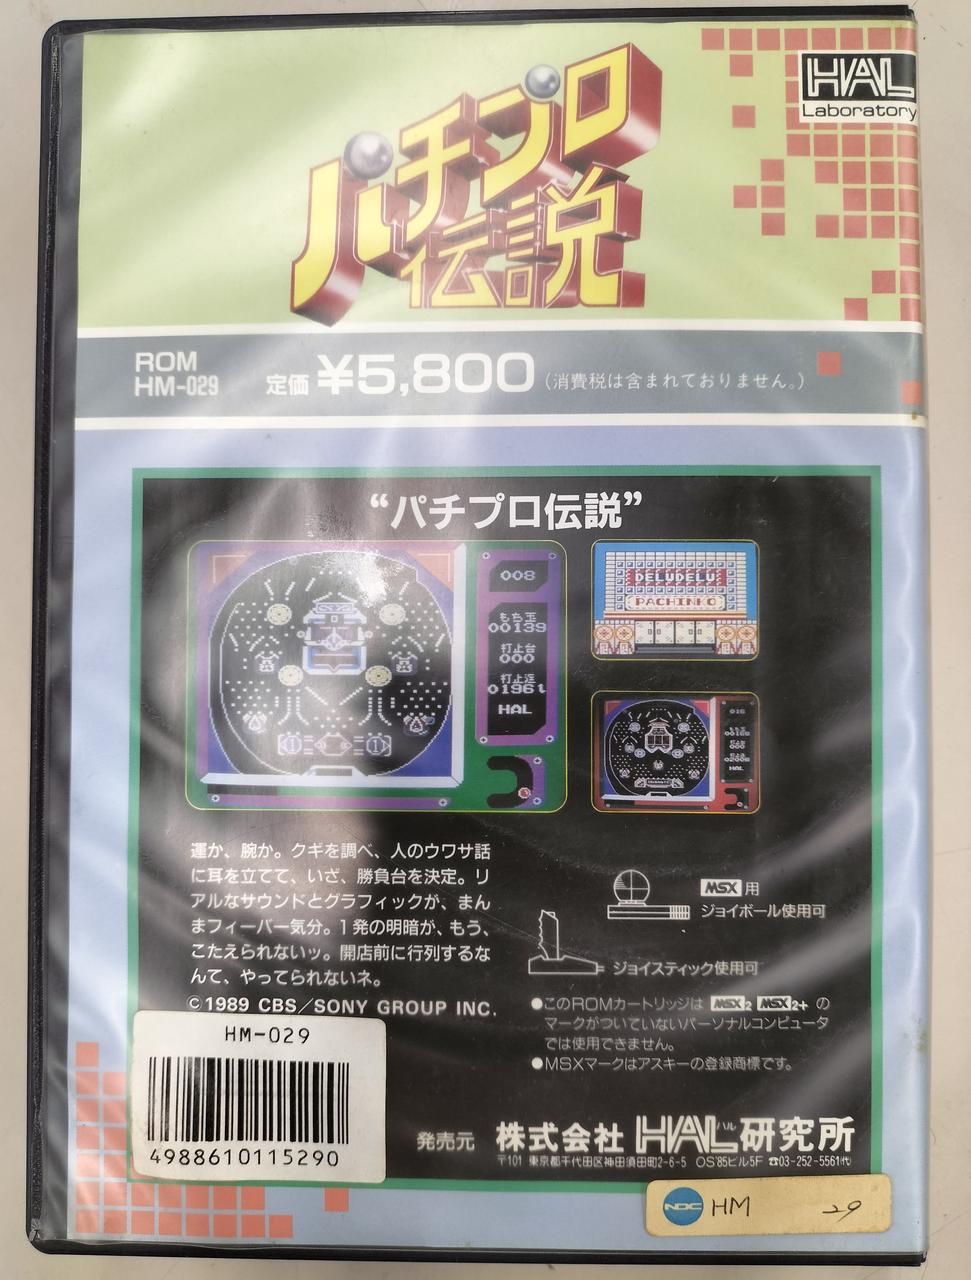 パチプロ
伝説
HAL
Laboratory
ROM
HM-029
定価 ¥5,800 (消費税は含まれておりません。)
“パチプロ伝説”
008
もち玉
00139
打止台
000
打止迄
01961
HAL
DELUDELU
PACHINKO
HAL
運か、腕か。クギを調べ、人のウワサ話
に耳を立てて、いざ、勝負台を決定。リ
アルなサウンドとグラフィックが、まん
まフィーバー気分。1発の明暗が、もう、
こたえられないッ。開店前に行列するな
んて、やってられないネ。
©1989 CBS/SONY GROUP INC.
MSX 用
ジョイボール使用可
ジョイスティック使用可
●このROMカートリッジは MSX2 MSX2+ の
マークがついていないパーソナルコンピュータ
では使用できません。
●MSXマークはアスキーの登録商標です。
HM-029
4988610115290
発売元 株式会社 HALハル研究所
〒101 東京都千代田区神田須田町2-6-5 OS'85ビル5F ☎03-252-5561(代)
NDC HM 29